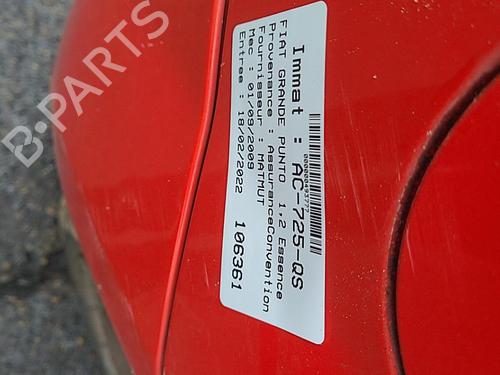 Immat : AC-725-QS
FIAT GRANDE PUNTO 1,2 Essence
Provenance : AssuranceConvention
Fournisseur : MATMUT
Mec : 01/09/2009
Entree : 18/02/2022
106361
B-Parts